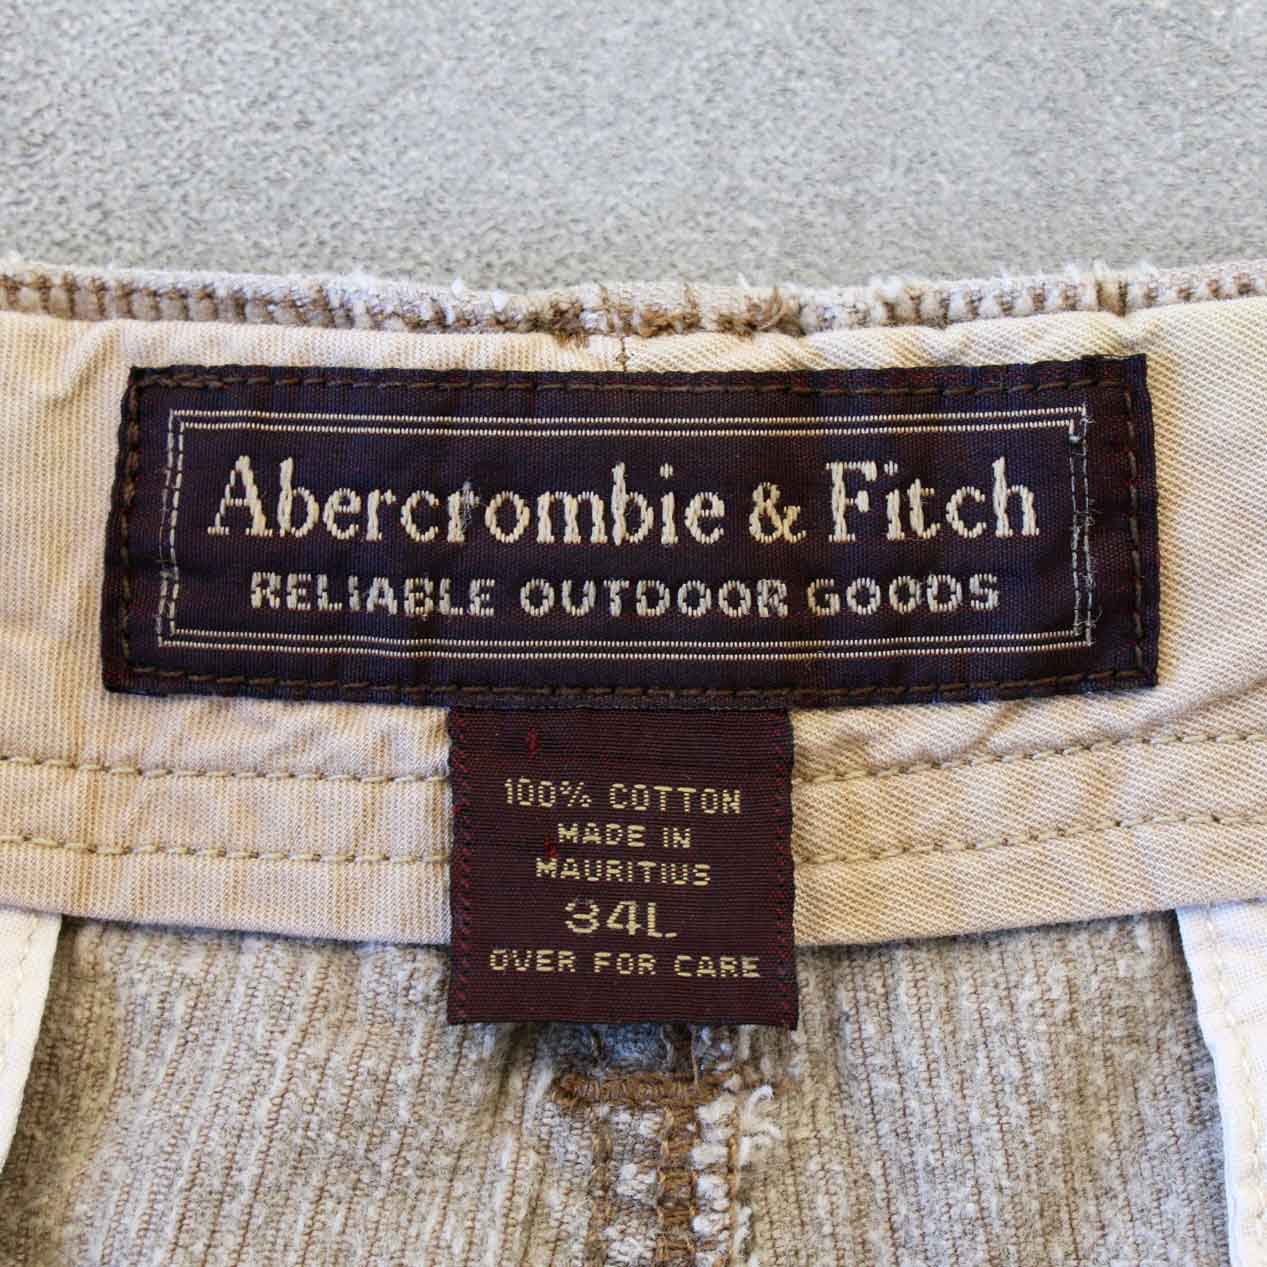 Abercrombie & Fitch
RELIABLE OUTDOOR GOODS
100% COTTON
MADE IN
MAURITIUS
34L
OVER FOR CARE